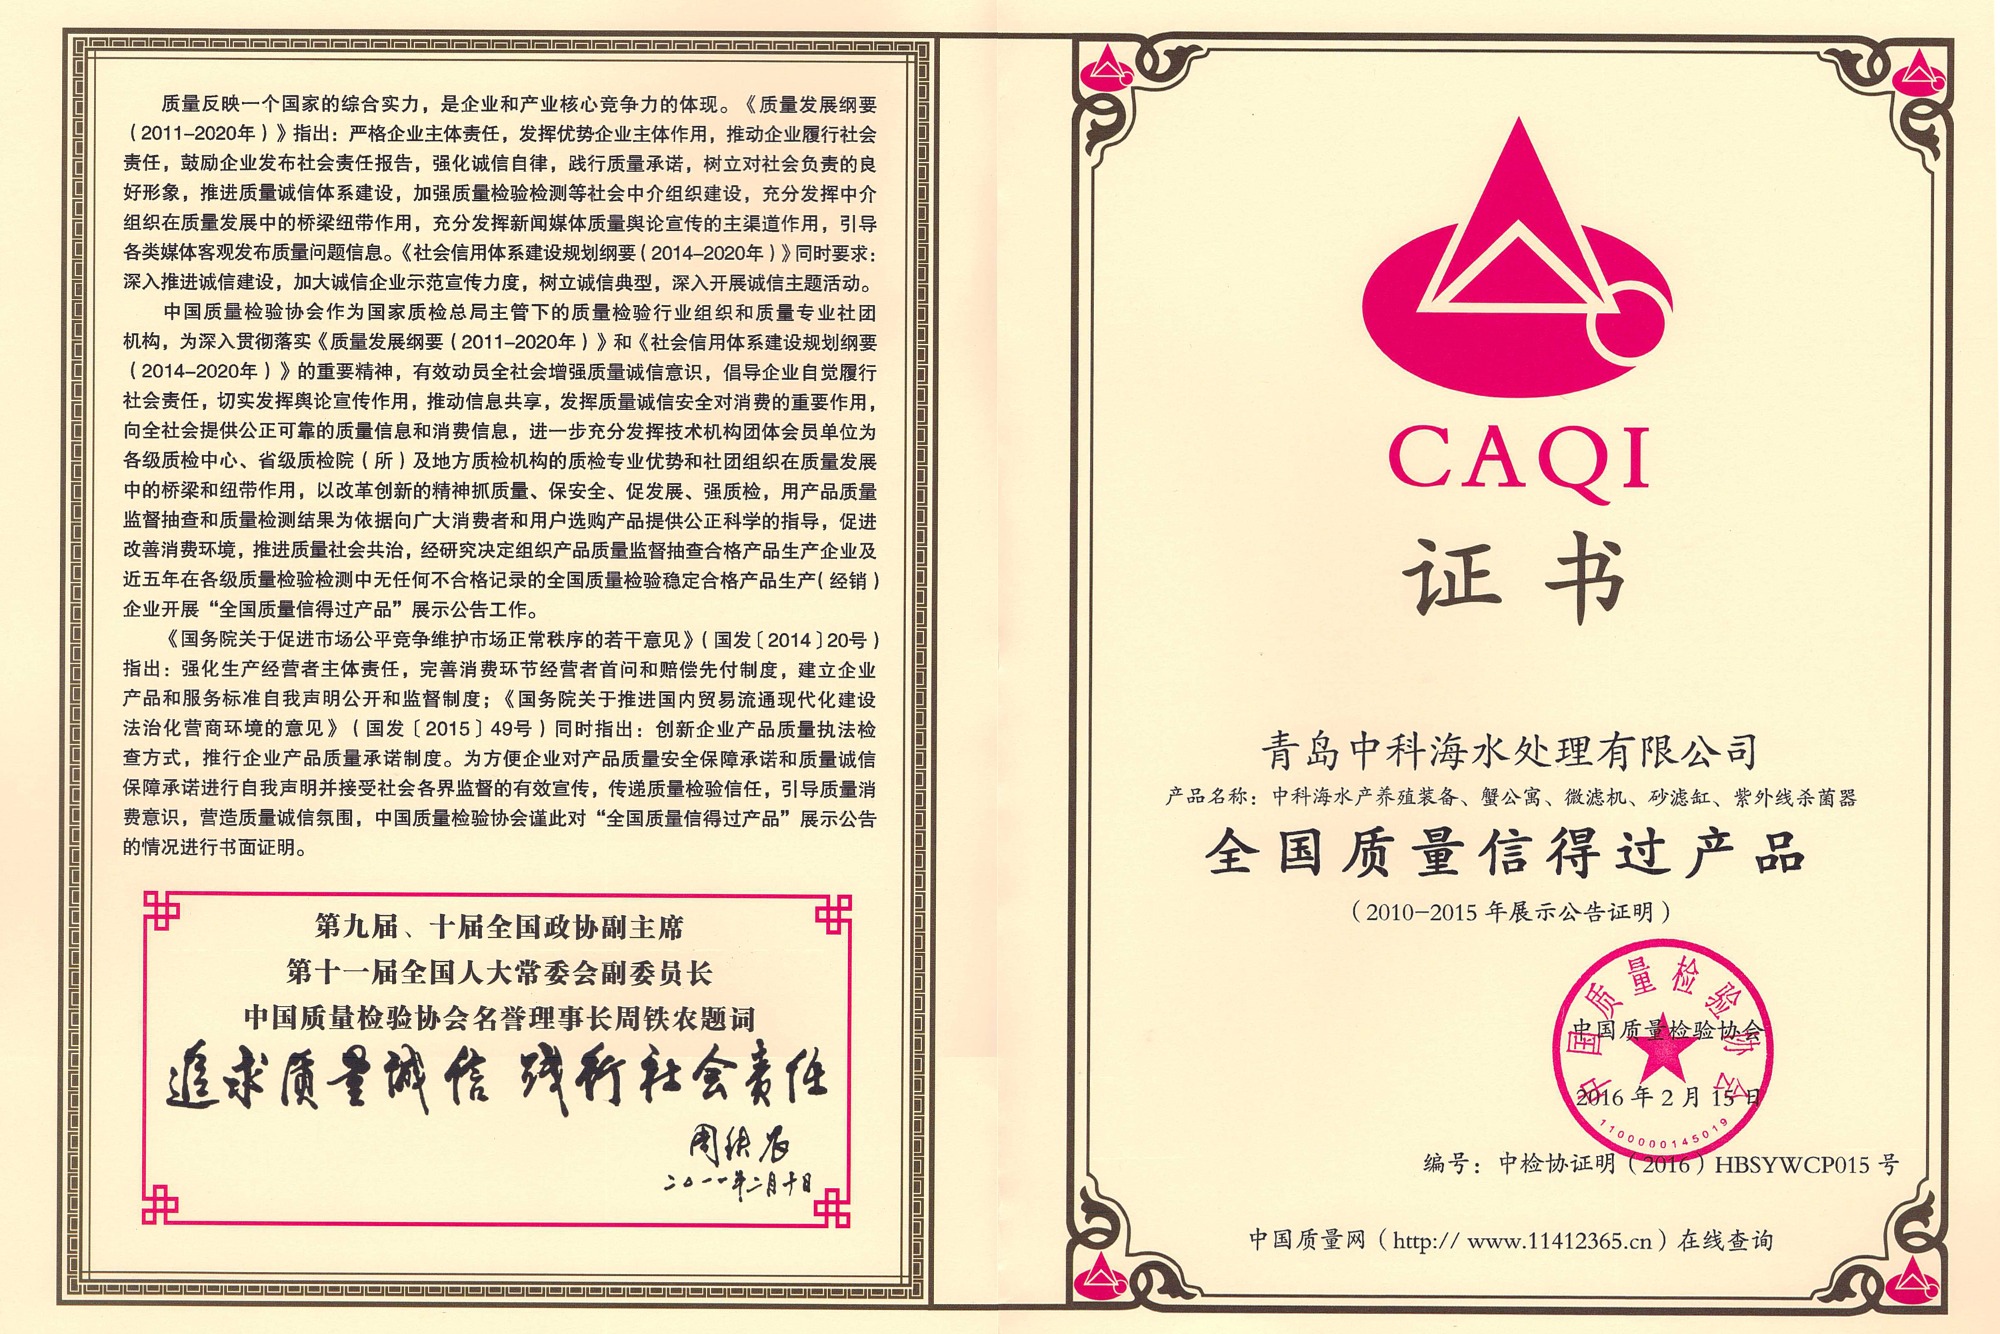 质量反映一个国家的综合实力，是企业和产业核心竞争力的体现。《质量发展纲要
（2011-2020年）》指出：严格企业主体责任，发挥优势企业主体作用，推动企业履行社会
责任，鼓励企业发布社会责任报告，强化诚信自律，践行质量承诺，树立对社会负责的良
好形象，推进质量诚信体系建设，加强质量检验检测等社会中介组织建设，充分发挥中介
组织在质量发展中的桥梁纽带作用，充分发挥新闻媒体质量舆论宣传的主渠道作用，引导
各类媒体客观发布质量问题信息。《社会信用体系建设规划纲要（2014-2020年）》同时要求：
深入推进诚信建设，加大诚信企业示范宣传力度，树立诚信典型，深入开展诚信主题活动。
中国质量检验协会作为国家质检总局主管下的质量检验行业组织和质量专业社团
机构，为深入贯彻落实《质量发展纲要（2011-2020年）》和《社会信用体系建设规划纲要
（2014-2020年）》的重要精神，有效动员全社会增强质量诚信意识，倡导企业自觉履行
社会责任，切实发挥舆论宣传作用，推动信息共享，发挥质量诚信安全对消费的重要作用，
向全社会提供公正可靠的质量信息和消费信息，进一步充分发挥技术机构团体会员单位为
各级质检中心、省级质检院（所）及地方质检机构的质检专业优势和社团组织在质量发展
中的桥梁和纽带作用，以改革创新的精神抓质量、保安全、促发展、强质检，用产品质量
监督抽查和质量检测结果为依据向广大消费者和用户选购产品提供公正科学的指导，促进
改善消费环境，推进质量社会共治，经研究决定组织产品质量监督抽查合格产品生产企业及
近五年在各级质量检验检测中无任何不合格记录的全国质量检验稳定合格产品生产（经销）
企业开展“全国质量信得过产品”展示公告工作。
《国务院关于促进市场公平竞争维护市场正常秩序的若干意见》（国发〔2014〕20号）
指出：强化生产经营者主体责任，完善消费环节经营者首问和赔偿先付制度，建立企业
产品和服务标准自我声明公开和监督制度；《国务院关于推进国内贸易流通现代化建设
法治化营商环境的意见》（国发〔2015〕49号）同时指出：创新企业产品质量执法检
查方式，推行企业产品质量承诺制度。为方便企业对产品质量安全保障承诺和质量诚信
保障承诺进行自我声明并接受社会各界监督的有效宣传，传递质量检验信任，引导质量消
费意识，营造质量诚信氛围，中国质量检验协会谨此对“全国质量信得过产品”展示公告
的情况进行书面证明。
第九届、十届全国政协副主席
第十一届全国人大常委会副委员长
中国质量检验协会名誉理事长周铁农题词
追求质量诚信 践行社会责任
周铁农
二〇一一年二月十日
CAQI
证书
青岛中科海水处理有限公司
产品名称：中科海水产养殖装备、蟹公寓、微滤机、砂滤缸、紫外线杀菌器
全国质量信得过产品
（2010-2015年展示公告证明）
中国质量检验协会
中国质量检验协会
2016年2月15日
1100000145019
编号：中检协证明（2016）HBSYWCP015号
中国质量网（http:// www.11412365.cn）在线查询